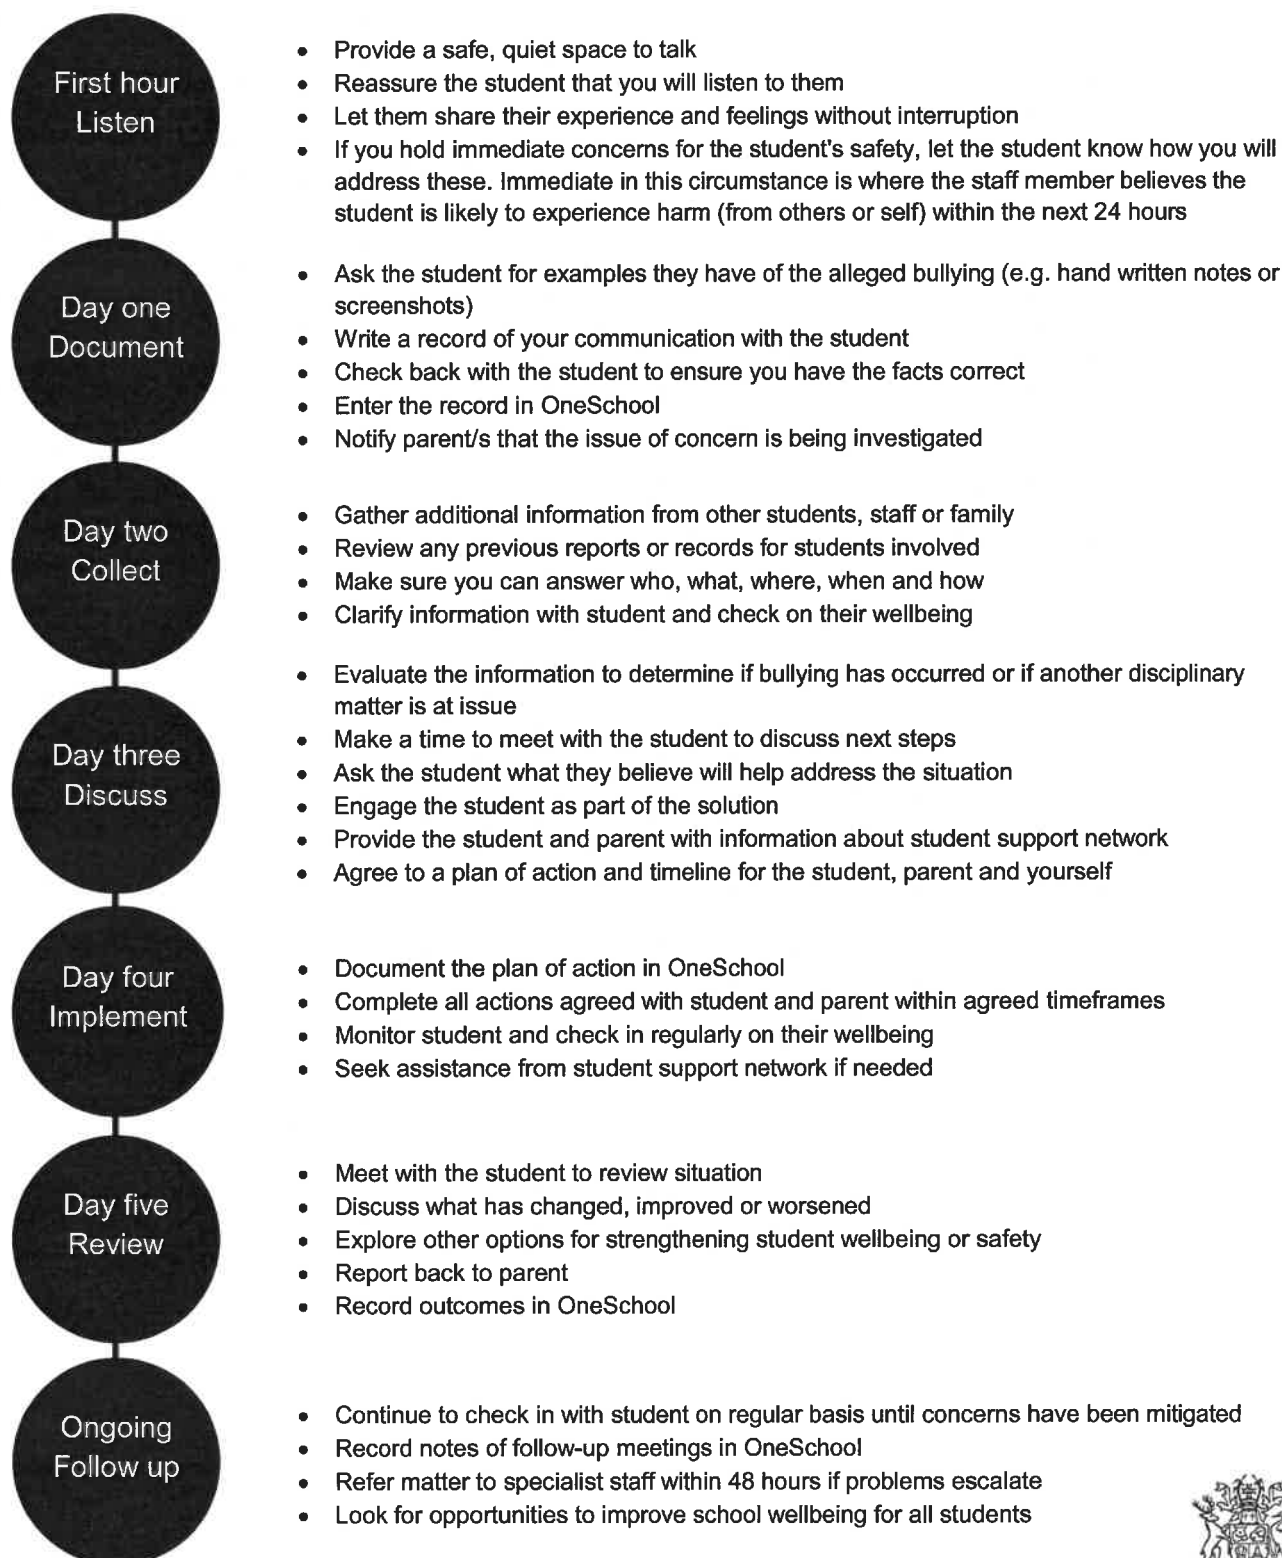 First hour
Listen
• Provide a safe, quiet space to talk
• Reassure the student that you will listen to them
• Let them share their experience and feelings without interruption
• If you hold immediate concerns for the student's safety, let the student know how you will
address these. Immediate in this circumstance is where the staff member believes the
student is likely to experience harm (from others or self) within the next 24 hours
Day one
Document
• Ask the student for examples they have of the alleged bullying (e.g. hand written notes or
screenshots)
• Write a record of your communication with the student
• Check back with the student to ensure you have the facts correct
• Enter the record in OneSchool
• Notify parent/s that the issue of concern is being investigated
Day two
Collect
• Gather additional information from other students, staff or family
• Review any previous reports or records for students involved
• Make sure you can answer who, what, where, when and how
• Clarify information with student and check on their wellbeing
Day three
Discuss
• Evaluate the information to determine if bullying has occurred or if another disciplinary
matter is at issue
• Make a time to meet with the student to discuss next steps
• Ask the student what they believe will help address the situation
• Engage the student as part of the solution
• Provide the student and parent with information about student support network
• Agree to a plan of action and timeline for the student, parent and yourself
Day four
Implement
• Document the plan of action in OneSchool
• Complete all actions agreed with student and parent within agreed timeframes
• Monitor student and check in regularly on their wellbeing
• Seek assistance from student support network if needed
Day five
Review
• Meet with the student to review situation
• Discuss what has changed, improved or worsened
• Explore other options for strengthening student wellbeing or safety
• Report back to parent
• Record outcomes in OneSchool
Ongoing
Follow up
• Continue to check in with student on regular basis until concerns have been mitigated
• Record notes of follow-up meetings in OneSchool
• Refer matter to specialist staff within 48 hours if problems escalate
• Look for opportunities to improve school wellbeing for all students